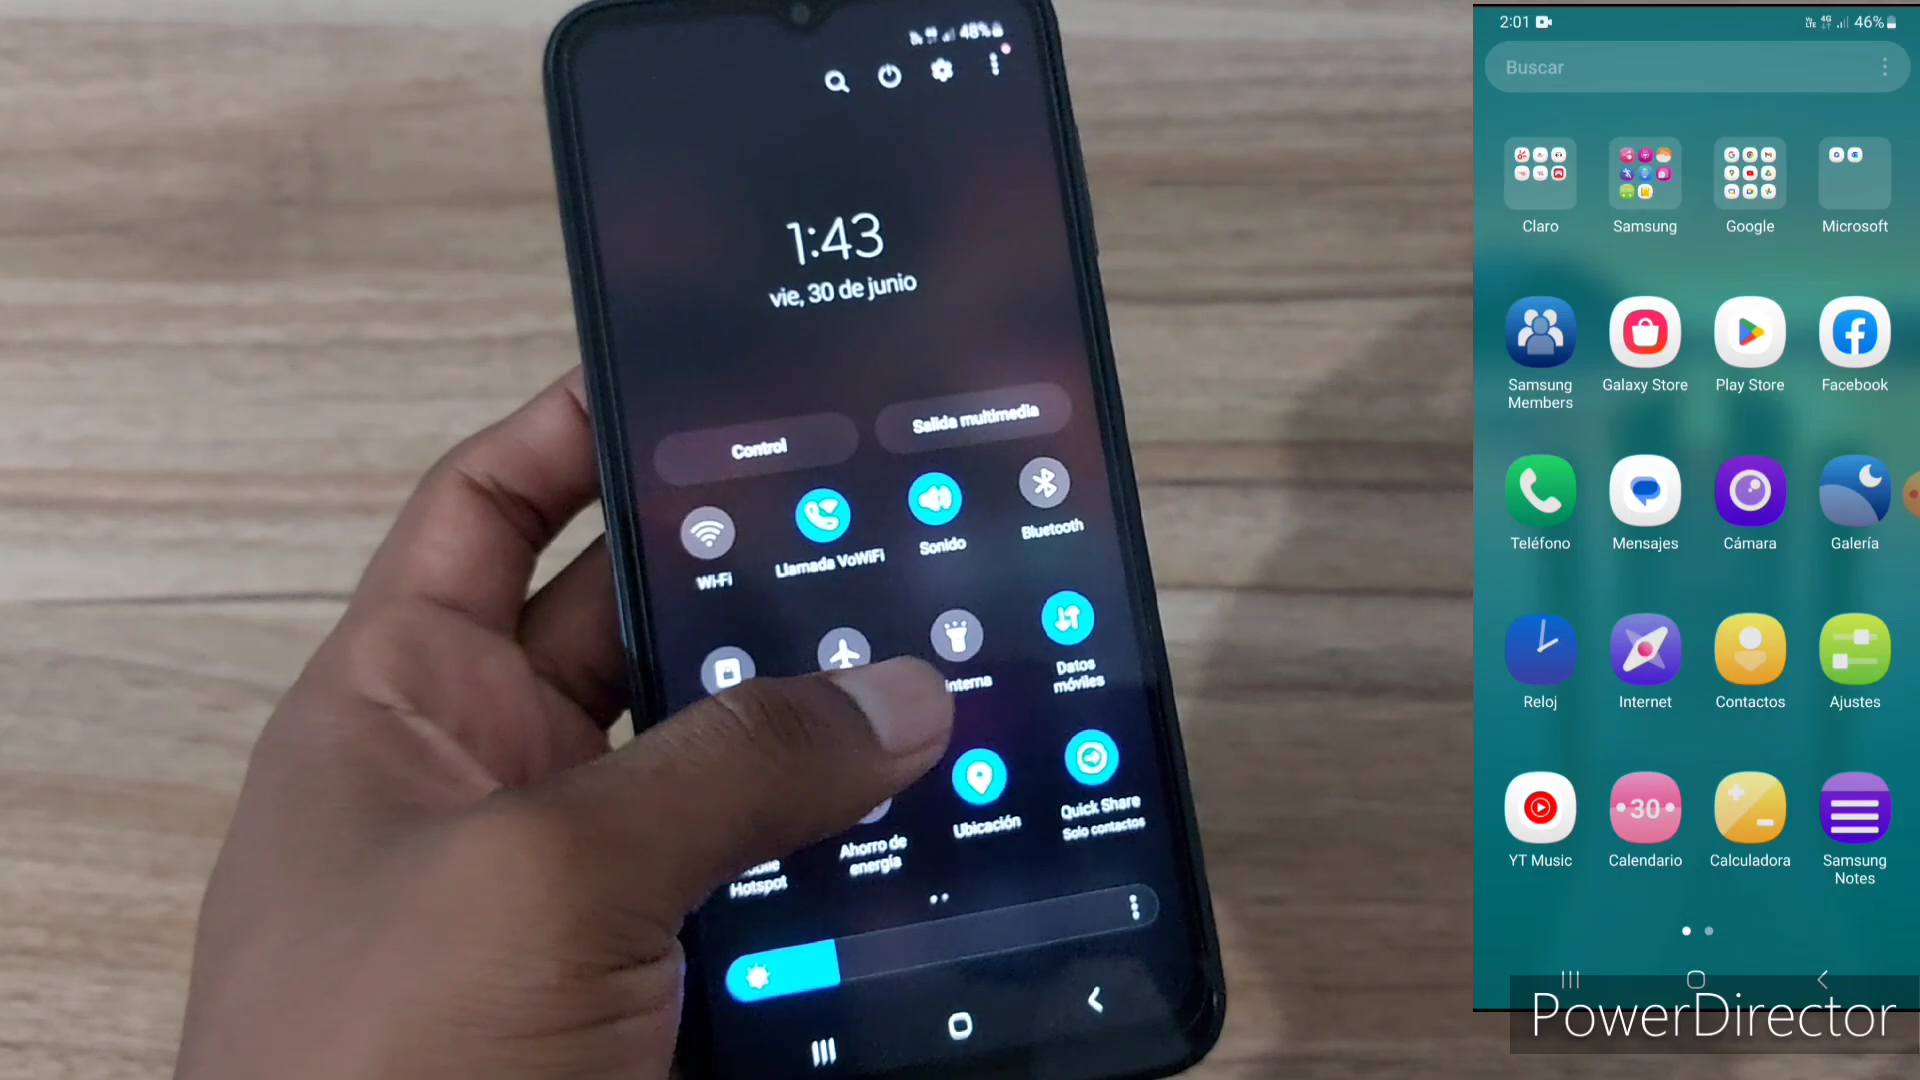 48%
1:43
vie, 30 de junio
Control
Salida multimedia
Wi-Fi
Llamada VoWiFi
Sonido
Bluetooth
interna
Datos
móviles
Hotspot
Ahorro de
energía
Ubicación
Quick Share
Solo contactos
2:01
46%
Buscar
Claro
Samsung
Google
Microsoft
Samsung
Members
Galaxy Store
Play Store
Facebook
Teléfono
Mensajes
Cámara
Galería
Reloj
Internet
Contactos
Ajustes
30
YT Music
Calendario
Calculadora
Samsung
Notes
PowerDirector